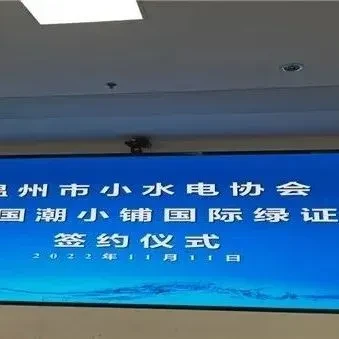 温州市小水电协会
国潮小铺国际绿证
签约仪式
2022年11月11日